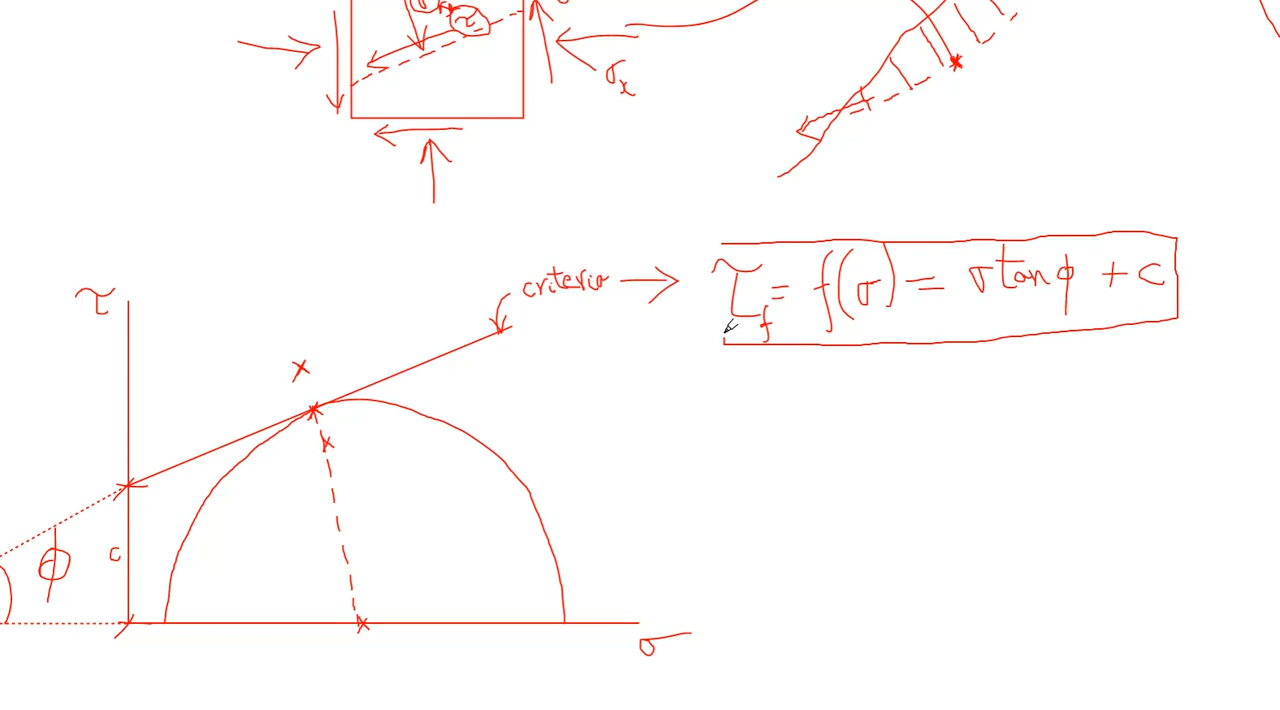 τ
σx
criteria
τf = f(σ) = σ tan ϕ + c
τ
c
ϕ
σ